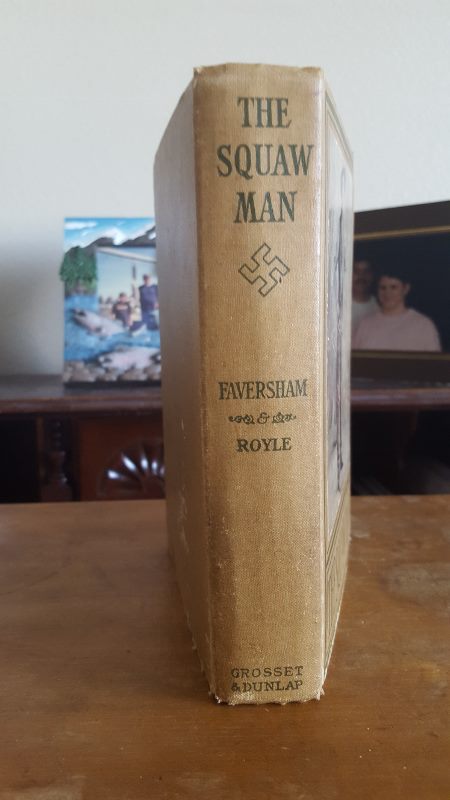 THE
SQUAW
MAN
FAVERSHAM
&
ROYLE
GROSSET
& DUNLAP